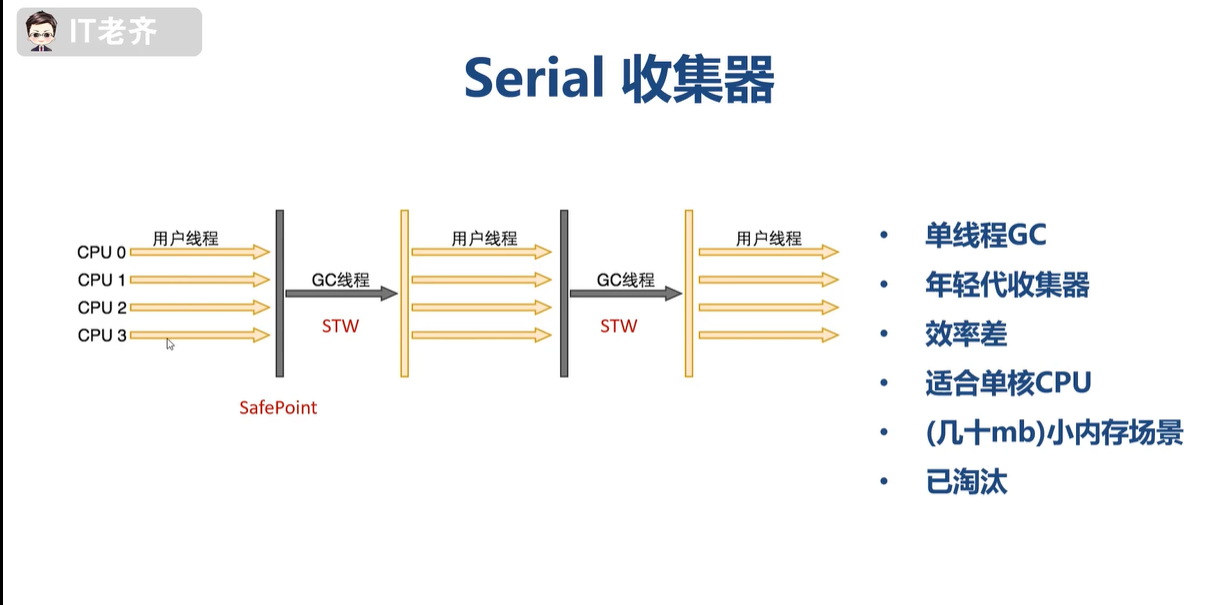 IT老齐
Serial 收集器
用户线程
用户线程
用户线程
CPU 0
CPU 1
CPU 2
CPU 3
GC线程
GC线程
STW
STW
SafePoint
• 单线程GC
• 年轻代收集器
• 效率差
• 适合单核CPU
• (几十mb)小内存场景
• 已淘汰